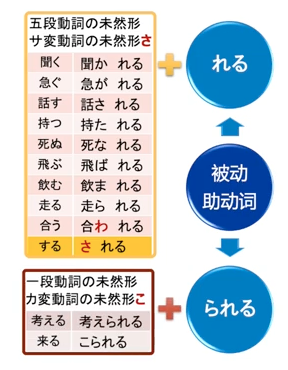 五段動詞の未然形
サ変動詞の未然形さ
聞く 聞か れる
急ぐ 急が れる
話す 話さ れる
持つ 持た れる
死ぬ 死な れる
飛ぶ 飛ば れる
飲む 飲ま れる
走る 走ら れる
合う 合わ れる
する さ れる
れる
被动
助动词
一段動詞の未然形
カ変動詞の未然形こ
考える 考えられる
来る こられる
られる